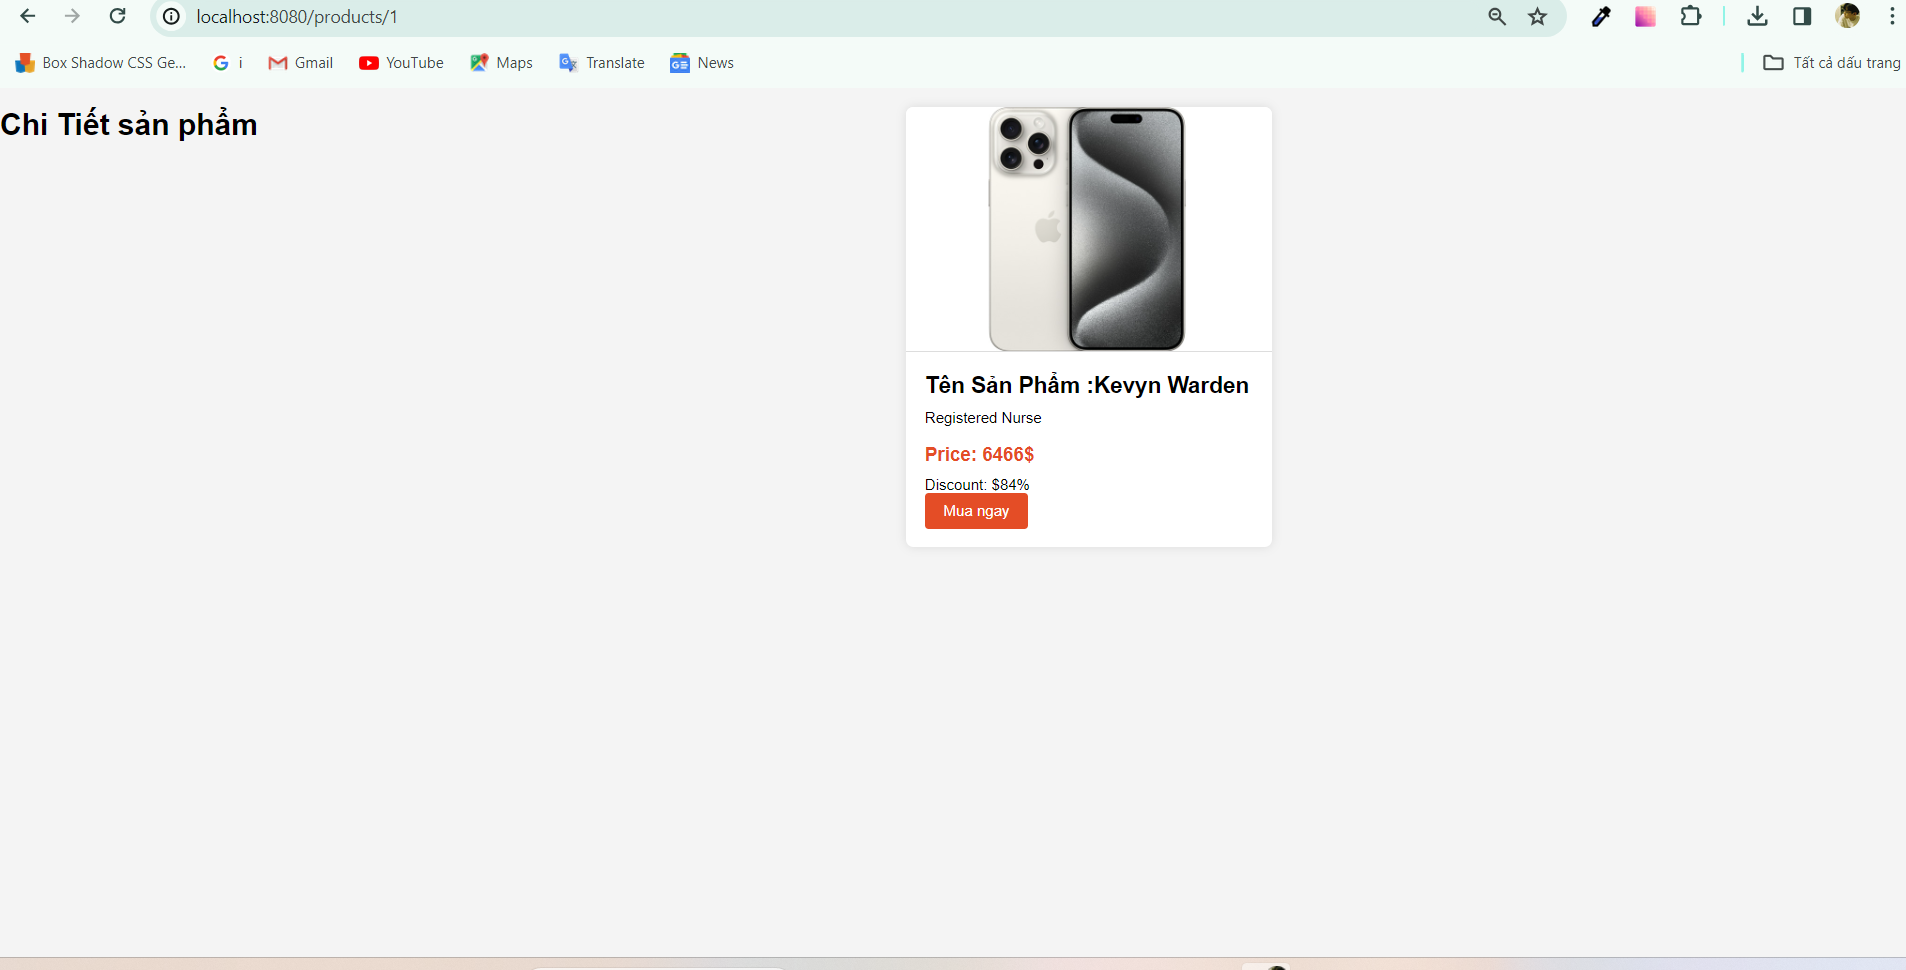 localhost:8080/products/1
Box Shadow CSS Ge... i Gmail YouTube Maps Translate News Tất cả dấu trang
Chi Tiết sản phẩm
Tên Sản Phẩm :Kevyn Warden
Registered Nurse
Price: 6466$
Discount: $84%
Mua ngay